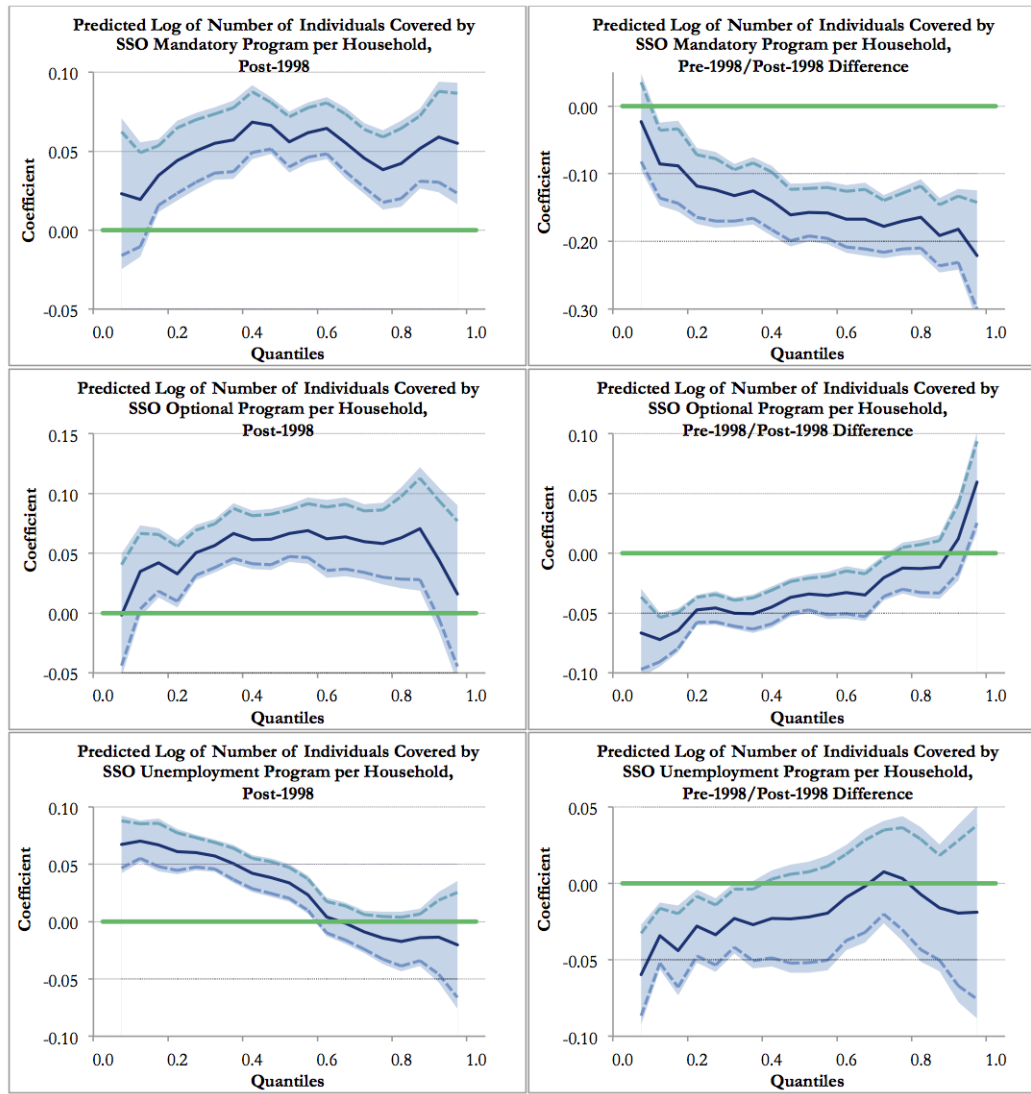 Predicted Log of Number of Individuals Covered by
SSO Mandatory Program per Household,
Post-1998
0.10
0.05
0.00
-0.05
Coefficient
0.0 0.2 0.4 0.6 0.8 1.0
Quantiles
Predicted Log of Number of Individuals Covered by
SSO Mandatory Program per Household,
Pre-1998/Post-1998 Difference
0.00
-0.10
-0.20
-0.30
Coefficient
0.0 0.2 0.4 0.6 0.8 1.0
Quantiles
Predicted Log of Number of Individuals Covered by
SSO Optional Program per Household,
Post-1998
0.15
0.10
0.05
0.00
-0.05
Coefficient
0.0 0.2 0.4 0.6 0.8 1.0
Quantiles
Predicted Log of Number of Individuals Covered by
SSO Optional Program per Household,
Pre-1998/Post-1998 Difference
0.10
0.05
0.00
-0.05
-0.10
Coefficient
0.0 0.2 0.4 0.6 0.8 1.0
Quantiles
Predicted Log of Number of Individuals Covered by
SSO Unemployment Program per Household,
Post-1998
0.10
0.05
0.00
-0.05
-0.10
Coefficient
0.0 0.2 0.4 0.6 0.8 1.0
Quantiles
Predicted Log of Number of Individuals Covered by
SSO Unemployment Program per Household,
Pre-1998/Post-1998 Difference
0.05
0.00
-0.05
-0.10
Coefficient
0.0 0.2 0.4 0.6 0.8 1.0
Quantiles